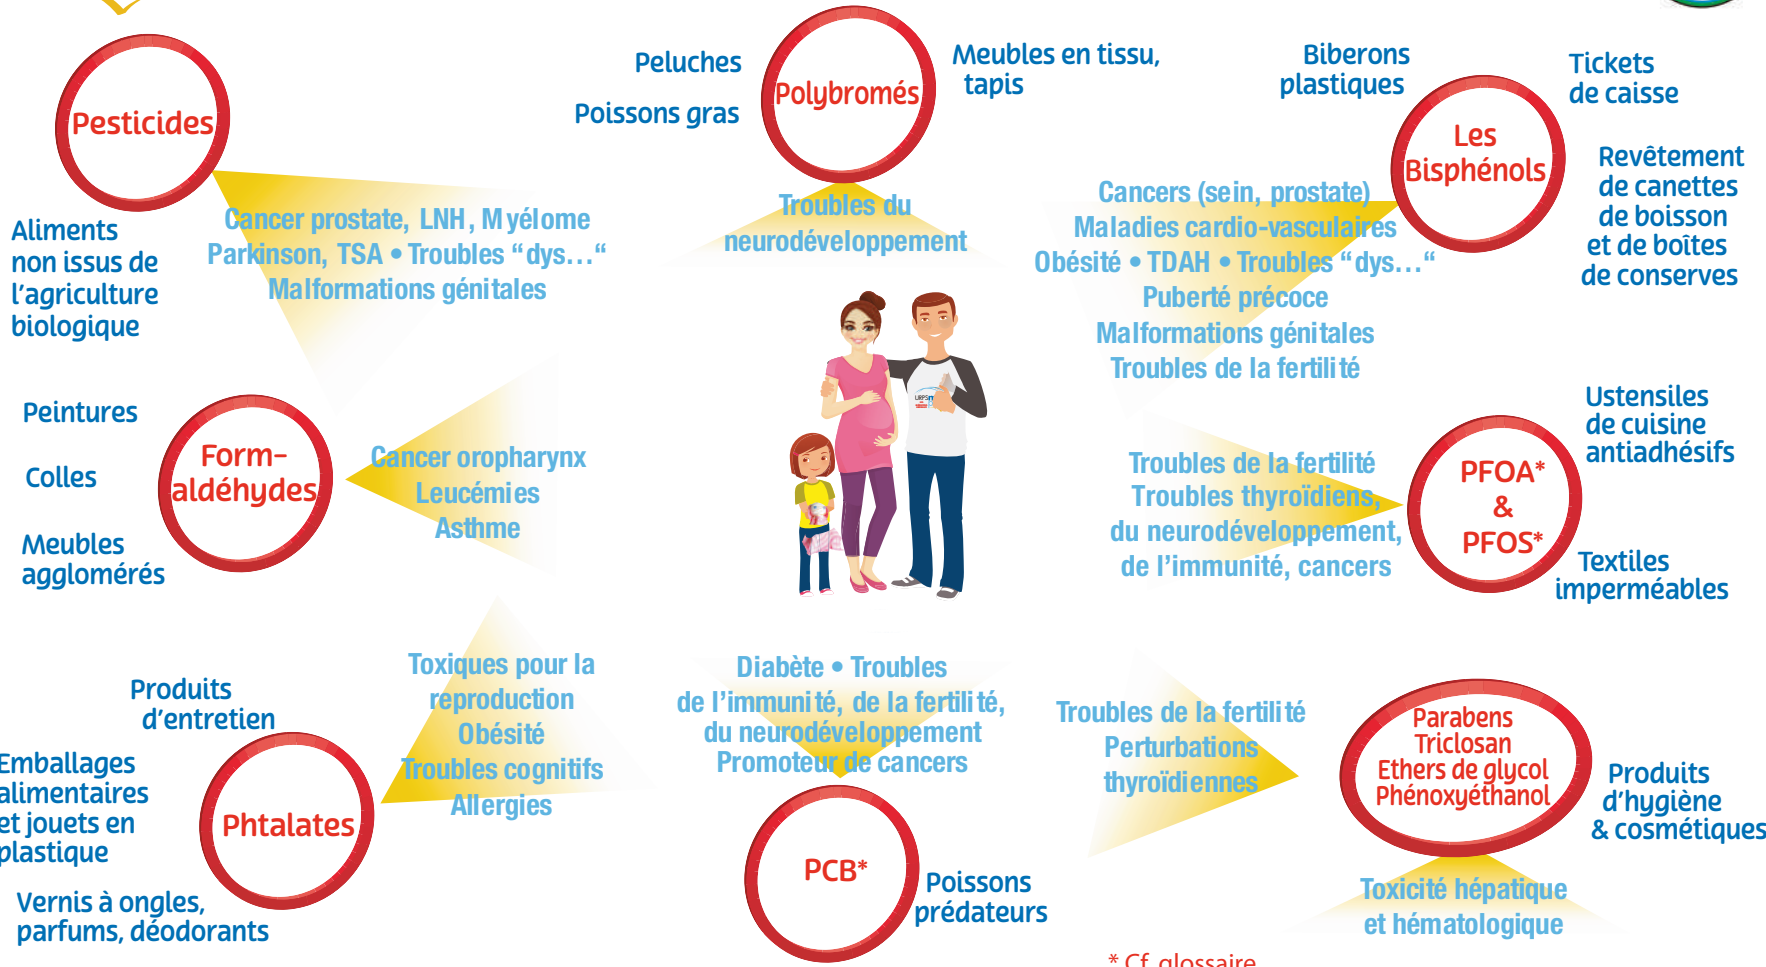 Pesticides
Aliments
non issus de
l'agriculture
biologique
Cancer prostate, LNH, Myélome
Parkinson, TSA • Troubles “dys...“
Malformations génitales
Peluches
Poissons gras
Polybromés
Meubles en tissu,
tapis
Troubles du
neurodéveloppement
Biberons
plastiques
Tickets
de caisse
Les
Bisphénols
Revêtement
de canettes
de boisson
et de boîtes
de conserves
Cancers (sein, prostate)
Maladies cardio-vasculaires
Obésité • TDAH • Troubles “dys...“
Puberté précoce
Malformations génitales
Troubles de la fertilité
Peintures
Colles
Meubles
agglomérés
Form-
aldéhydes
Cancer oropharynx
Leucémies
Asthme
URPS
Troubles de la fertilité
Troubles thyroïdiens,
du neurodéveloppement,
de l'immunité, cancers
PFOA*
&
PFOS*
Ustensiles
de cuisine
antiadhésifs
Textiles
imperméables
Produits
d'entretien
Emballages
alimentaires
et jouets en
plastique
Vernis à ongles,
parfums, déodorants
Phtalates
Toxiques pour la
reproduction
Obésité
Troubles cognitifs
Allergies
Diabète • Troubles
de l'immunité, de la fertilité,
du neurodéveloppement
Promoteur de cancers
PCB*
Poissons
prédateurs
Troubles de la fertilité
Perturbations
thyroïdiennes
Parabens
Triclosan
Ethers de glycol
Phénoxyéthanol
Produits
d'hygiène
& cosmétiques
Toxicité hépatique
et hématologique
* Cf. glossaire